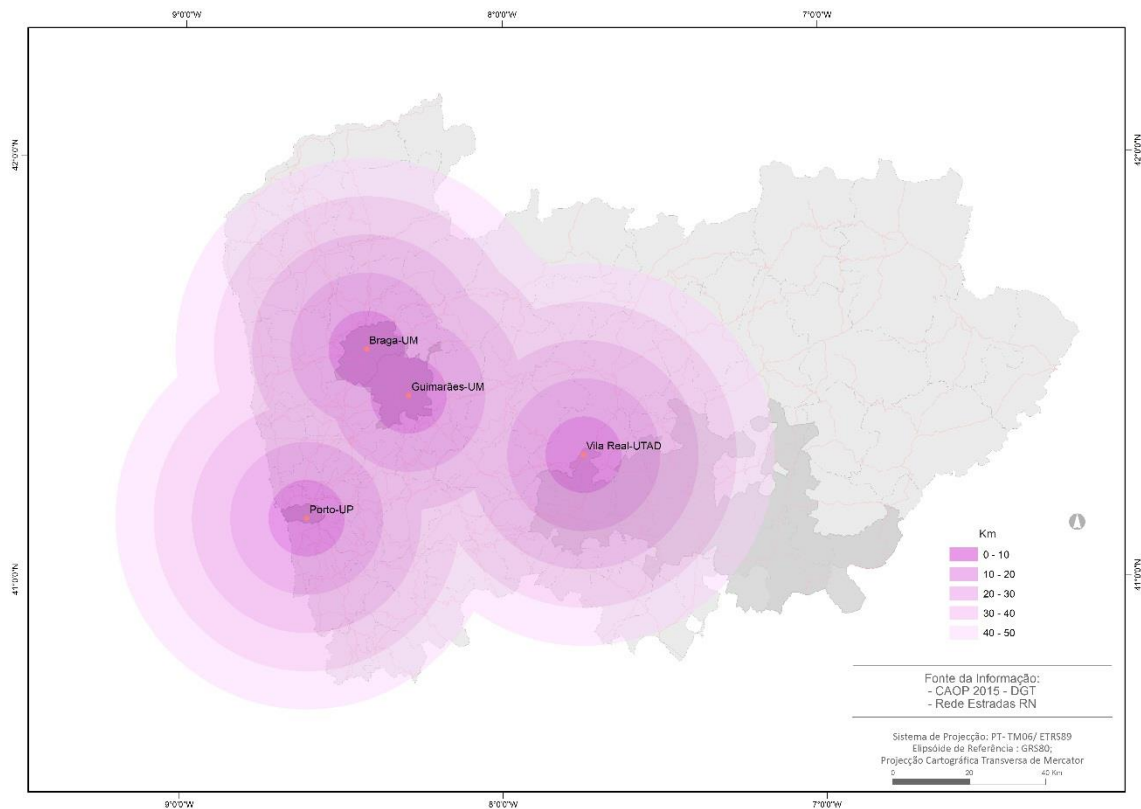 9°0'0"W 8°0'0"W 7°0'0"W
42°0'0"N 42°0'0"N
Braga-UM
Guimarães-UM
Vila Real-UTAD
Porto-UP
41°0'0"N 41°0'0"N
Km
0 - 10
10 - 20
20 - 30
30 - 40
40 - 50
Fonte da Informação:
- CAOP 2015 - DGT
- Rede Estradas RN
Sistema de Projecção: PT- TM06/ ETRS89
Elipsóide de Referência : GRS80;
Projecção Cartográfica Transversa de Mercator
0 20 40 Km
9°0'0"W 8°0'0"W 7°0'0"W